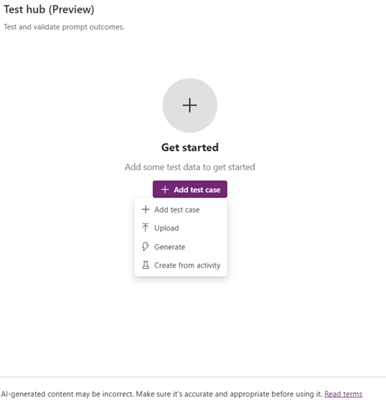 Test hub (Preview)
Test and validate prompt outcomes.
Get started
Add some test data to get started
Add test case
Add test case
Upload
Generate
Create from activity
AI-generated content may be incorrect. Make sure it's accurate and appropriate before using it. Read terms